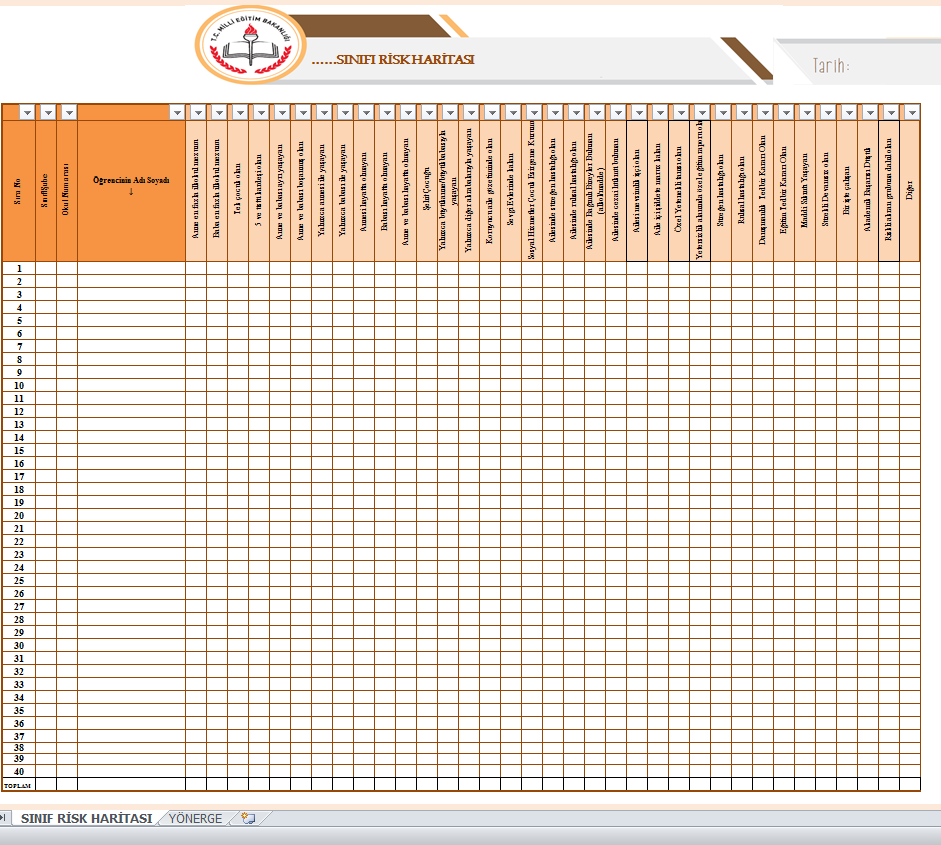 T.C. MİLLİ EĞİTİM BAKANLIĞI
......SINIFI RİSK HARİTASI
Tarih:
Sıra No
Sınıf/Şube
Okul Numarası
Öğrencinin Adı Soyadı
↓
Anne en fazla ilkokul mezunu
Baba en fazla ilkokul mezunu
Tek çocuk olan
5 ve üstü kardeşi olan
Anne ve babası ayrı yaşayan
Anne ve babası boşanmış olan
Yalnızca annesi ile yaşayan
Yalnızca babası ile yaşayan
Annesi hayatta olmayan
Babası hayatta olmayan
Anne ve babası hayatta olmayan
Şehit Çocuğu
Yalnızca büyükanne/büyükbabasıyla
yaşayan
Yalnızca diğer akrabalarıyla yaşayan
Koruyucu aile gözetiminde olan
Sevgi Evlerinde kalan
Sosyal Hizmetler Çocuk Esirgeme Kurumu
Ailesinde süreğen hastalığı olan
Ailesinde ruhsal hastalığı olan
Ailesinde Bağımlı Bireyler Bulunan
(alkol/madde)
Ailesinde cezai hüküm bulunan
Ailesi mevsimlik işçi olan
Aile içi şiddete maruz kalan
Özel Yetenekli tanısı olan
Yetersizlik alanında özel eğitim raporu olan
Süreğen hastalığı olan
Ruhsal hastalığı olan
Danışmanlık Tedbir Kararı Olan
Eğitim Tedbir Kararı Olan
Maddi Sıkıntı Yaşayan
Sürekli Devamsız olan
Bir işte çalışan
Akademik Başarısı Düşük
Riskli akran grubuna dahil olan
Diğer
1
2
3
4
5
6
7
8
9
10
11
12
13
14
15
16
17
18
19
20
21
22
23
24
25
26
27
28
29
30
31
32
33
34
35
36
37
38
39
40
TOPLAM
SINIF RİSK HARİTASI
YÖNERGE